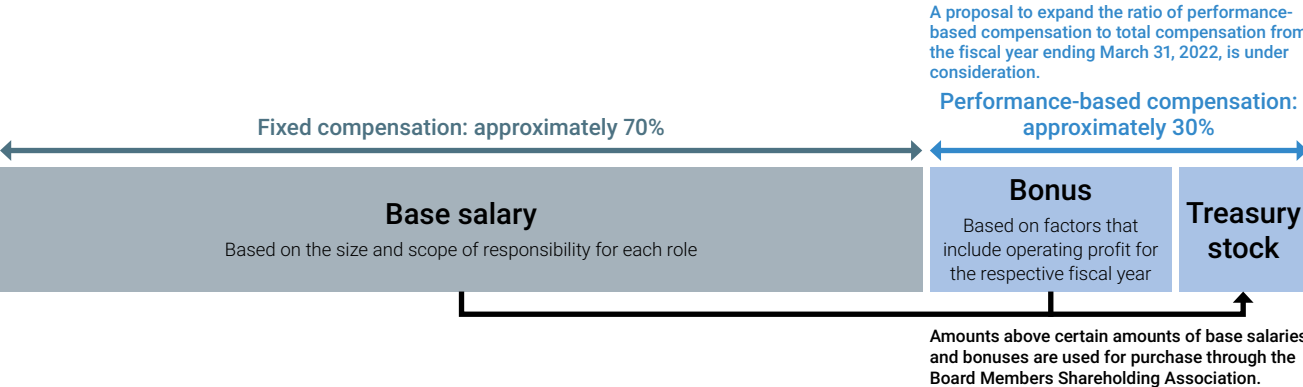 A proposal to expand the ratio of performance-
based compensation to total compensation from
the fiscal year ending March 31, 2022, is under
consideration.
Fixed compensation: approximately 70%
Performance-based compensation:
approximately 30%
Base salary
Based on the size and scope of responsibility for each role
Bonus
Based on factors that
include operating profit for
the respective fiscal year
Treasury
stock
Amounts above certain amounts of base salaries
and bonuses are used for purchase through the
Board Members Shareholding Association.